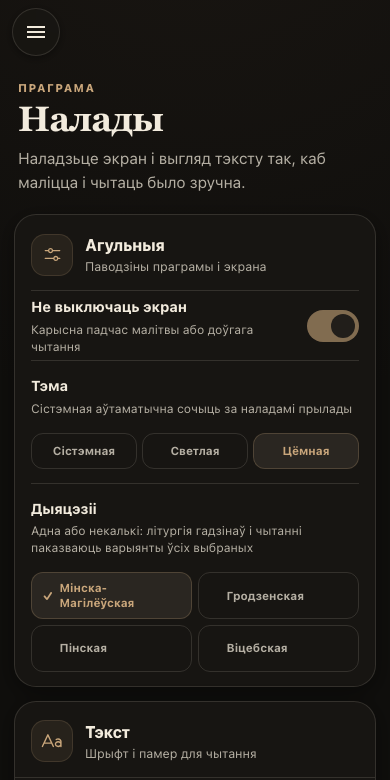 ПРАГРАМА
Налады
Наладзьце экран і выгляд тэксту так, каб
маліцца і чытаць было зручна.
Агульныя
Паводзіны праграмы і экрана
Не выключаць экран
Карысна падчас малітвы або доўгага
чытання
Тэма
Сістэмная аўтаматычна сочыць за наладамі прылады
Сістэмная
Светлая
Цёмная
Дыяцэзіі
Адна або некалькі: літургія гадзінаў і чытанні
паказваюць варыянты ўсіх выбраных
Мінска-
Магілёўская
Гродзенская
Пінская
Віцебская
Aa
Тэкст
Шрыфт і памер для чытання